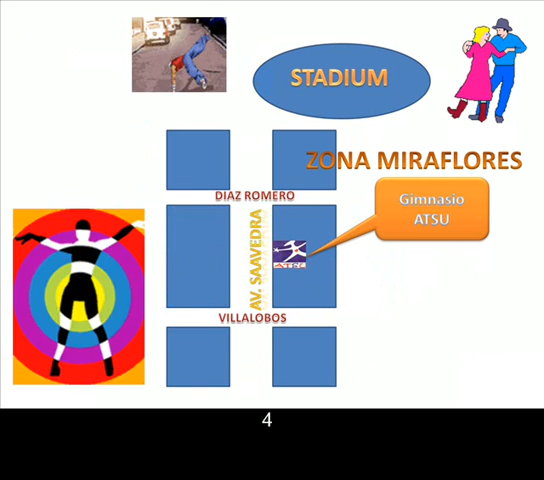 STADIUM
ZONA MIRAFLORES
Gimnasio
ATSU
DIAZ ROMERO
AV. SAAVEDRA
VILLALOBOS
4